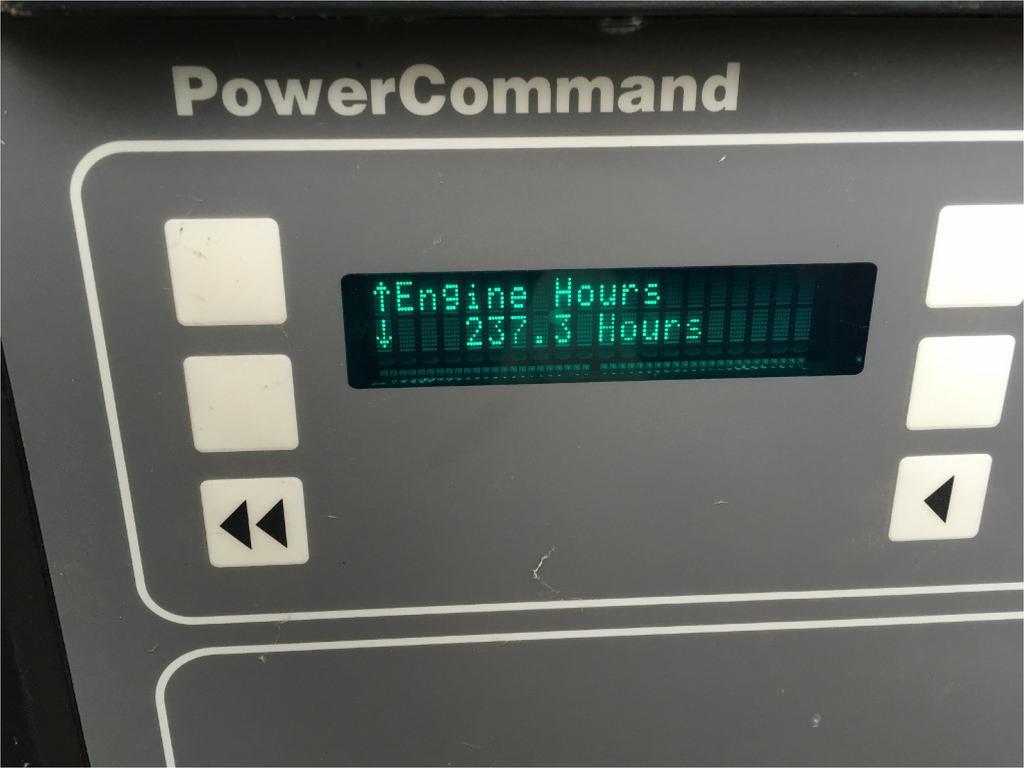 PowerCommand
↑Engine Hours
↓ 237.3 Hours